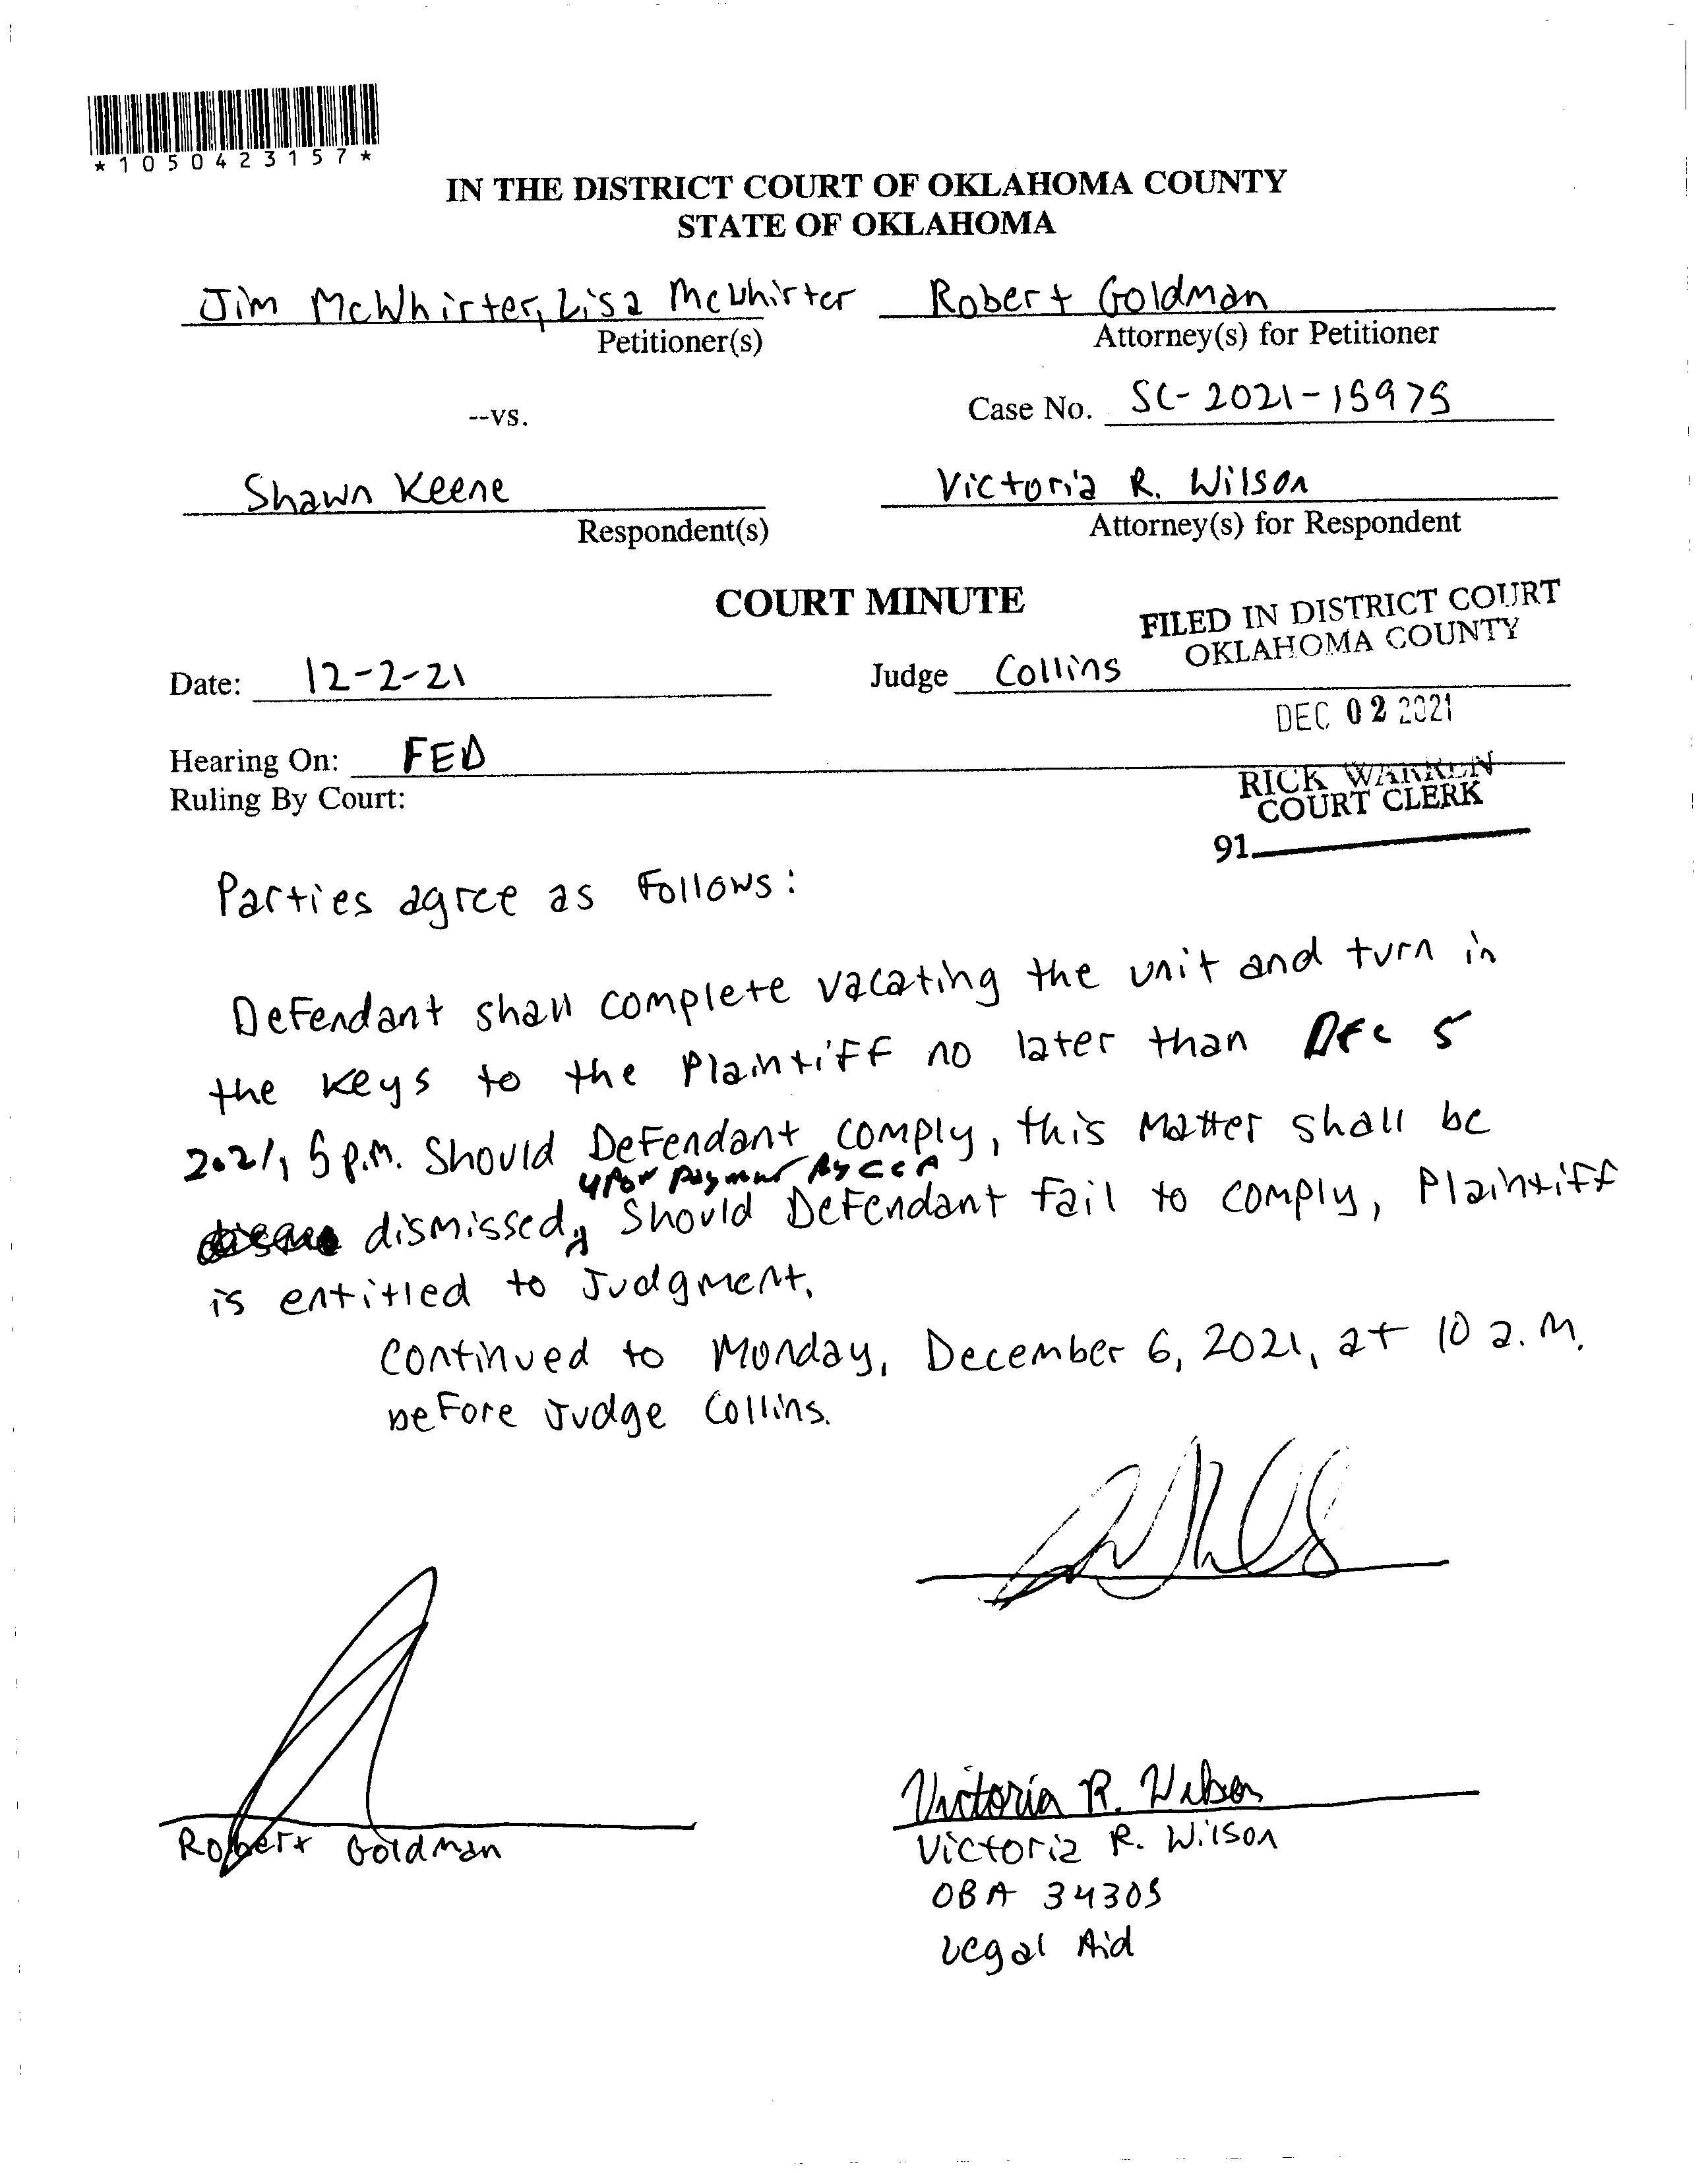 *1050423157*
IN THE DISTRICT COURT OF OKLAHOMA COUNTY
STATE OF OKLAHOMA
Jim McWhirter, Lisa McWhirter Robert Goldman
Petitioner(s) Attorney(s) for Petitioner
--vs. Case No. SC-2021-15975
Shawn Keene Victoria R. Wilson
Respondent(s) Attorney(s) for Respondent
COURT MINUTE
FILED IN DISTRICT COURT
OKLAHOMA COUNTY
Date: 12-2-21 Judge Collins
DEC 02 2021
Hearing On: FED
RICK WARREN
COURT CLERK
Ruling By Court:
91
Parties agree as Follows:
Defendant shall complete vacating the unit and turn in
the keys to the Plaintiff no later than Dec 5
2021, 5 p.m. Should Defendant comply, this Matter shall be
upon payment by CCA
dismissed, Should Defendant fail to comply, Plaintiff
is entitled to Judgment.
Continued to Monday, December 6, 2021, at 10 a.m.
before Judge Collins.
Robert Goldman
Victoria R. Wilson
Victoria R. Wilson
OBA 34305
Legal Aid